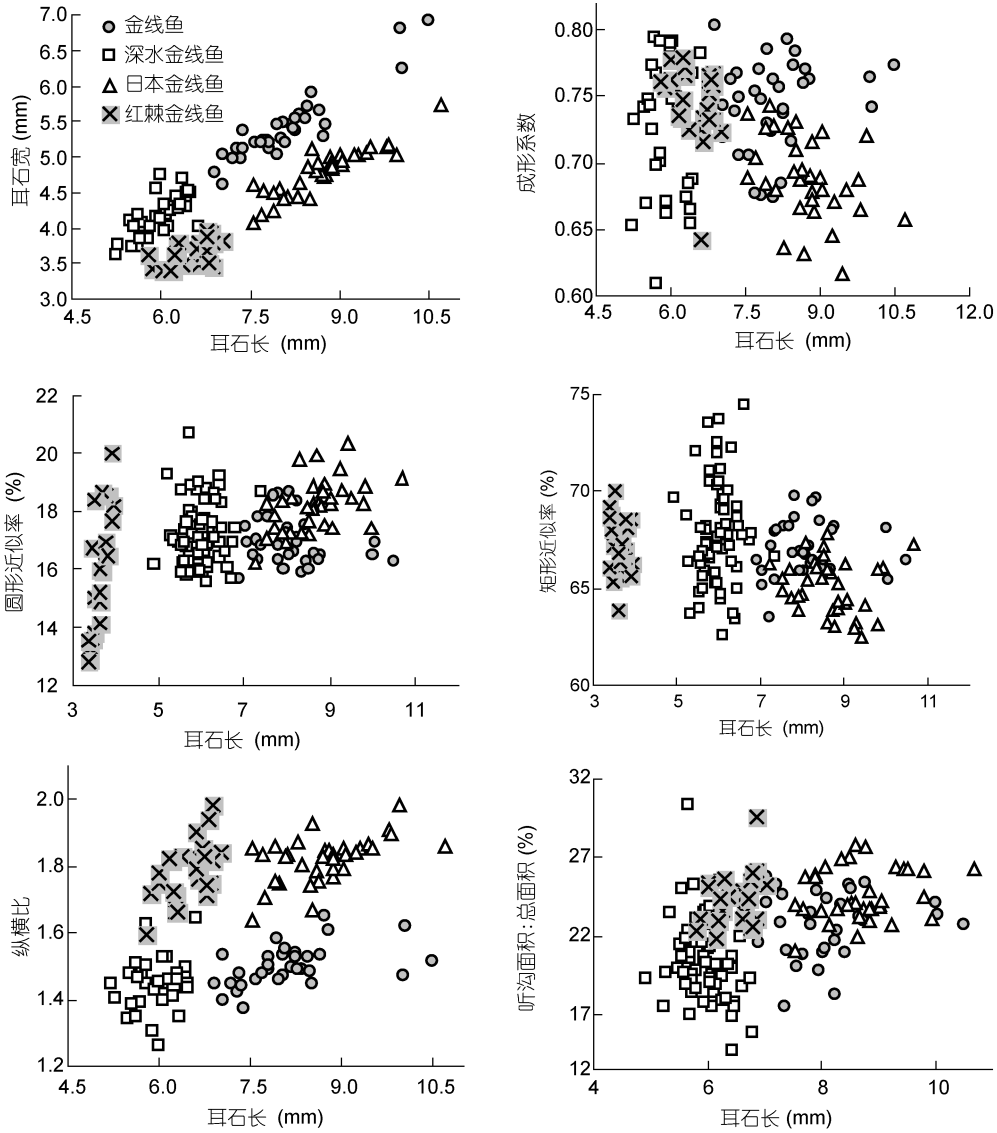 7.0
6.5
6.0
5.5
5.0
4.5
4.0
3.5
3.0
耳石宽 (mm)
金线鱼
深水金线鱼
日本金线鱼
红棘金线鱼
4.5 6.0 7.5 9.0 10.5
耳石长 (mm)
0.80
0.75
0.70
0.65
0.60
成形系数
4.5 6.0 7.5 9.0 10.5 12.0
耳石长 (mm)
22
20
18
16
14
12
圆形近似率 (%)
3 5 7 9 11
耳石长 (mm)
75
70
65
60
矩形近似率 (%)
3 5 7 9 11
耳石长 (mm)
2.0
1.8
1.6
1.4
1.2
纵横比
4.5 6.0 7.5 9.0 10.5
耳石长 (mm)
32
27
22
17
12
听沟面积:总面积 (%)
4 6 8 10
耳石长 (mm)